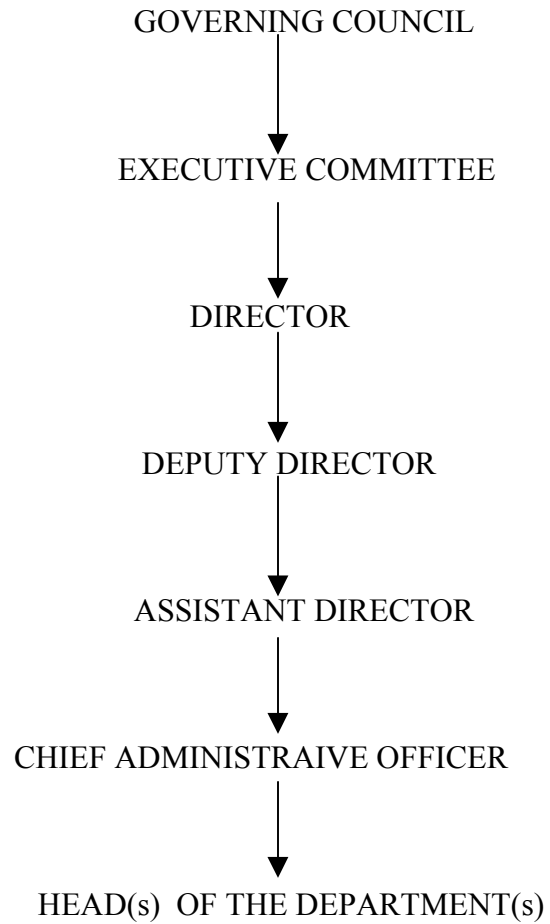 GOVERNING COUNCIL
EXECUTIVE COMMITTEE
DIRECTOR
DEPUTY DIRECTOR
ASSISTANT DIRECTOR
CHIEF ADMINISTRAIVE OFFICER
HEAD(s) OF THE DEPARTMENT(s)